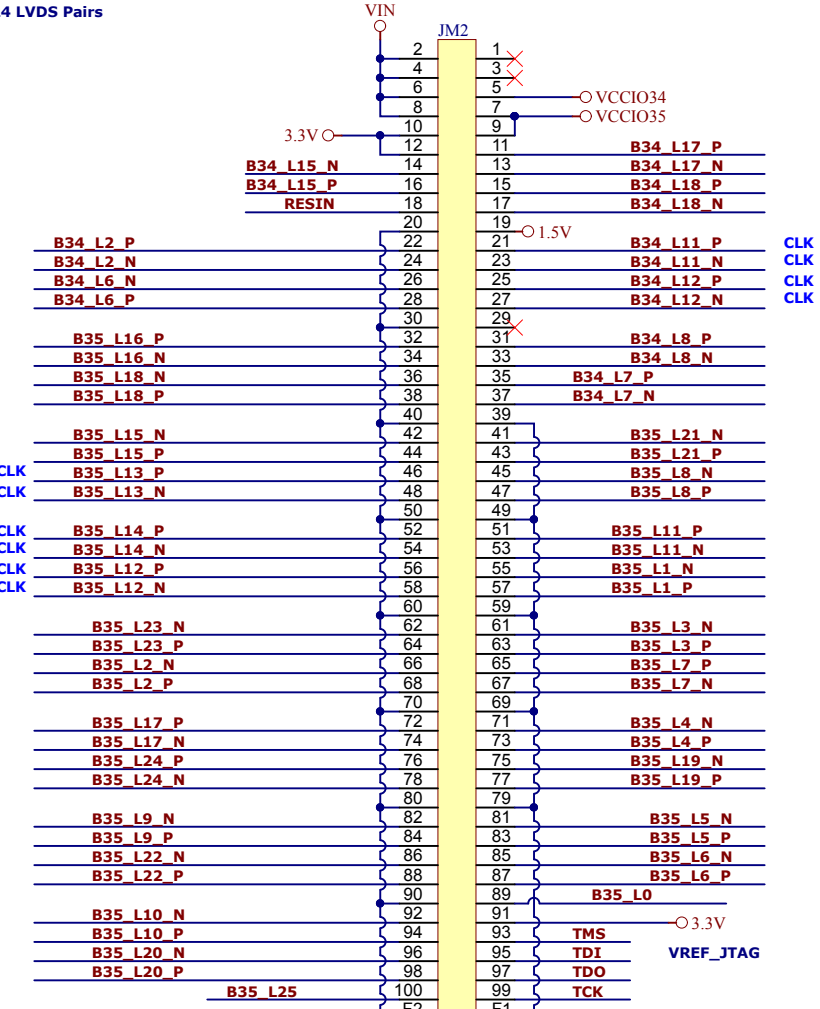 4 LVDS Pairs
VIN
JM2
2 1
4 3
6 5 VCCIO34
8 7 VCCIO35
3.3V 10 9
12 11 B34_L17_P
B34_L15_N 14 13 B34_L17_N
B34_L15_P 16 15 B34_L18_P
RESIN 18 17 B34_L18_N
20 19 1.5V
B34_L2_P 22 21 B34_L11_P CLK
B34_L2_N 24 23 B34_L11_N CLK
B34_L6_N 26 25 B34_L12_P CLK
B34_L6_P 28 27 B34_L12_N CLK
30 29
B35_L16_P 32 31 B34_L8_P
B35_L16_N 34 33 B34_L8_N
B35_L18_N 36 35 B34_L7_P
B35_L18_P 38 37 B34_L7_N
40 39
B35_L15_N 42 41 B35_L21_N
B35_L15_P 44 43 B35_L21_P
CLK B35_L13_P 46 45 B35_L8_N
CLK B35_L13_N 48 47 B35_L8_P
50 49
CLK B35_L14_P 52 51 B35_L11_P
CLK B35_L14_N 54 53 B35_L11_N
CLK B35_L12_P 56 55 B35_L1_N
CLK B35_L12_N 58 57 B35_L1_P
60 59
B35_L23_N 62 61 B35_L3_N
B35_L23_P 64 63 B35_L3_P
B35_L2_N 66 65 B35_L7_P
B35_L2_P 68 67 B35_L7_N
70 69
B35_L17_P 72 71 B35_L4_N
B35_L17_N 74 73 B35_L4_P
B35_L24_P 76 75 B35_L19_N
B35_L24_N 78 77 B35_L19_P
80 79
B35_L9_N 82 81 B35_L5_N
B35_L9_P 84 83 B35_L5_P
B35_L22_N 86 85 B35_L6_N
B35_L22_P 88 87 B35_L6_P
90 89 B35_L0
B35_L10_N 92 91 3.3V
B35_L10_P 94 93 TMS
B35_L20_N 96 95 TDI VREF_JTAG
B35_L20_P 98 97 TDO
B35_L25 100 99 TCK